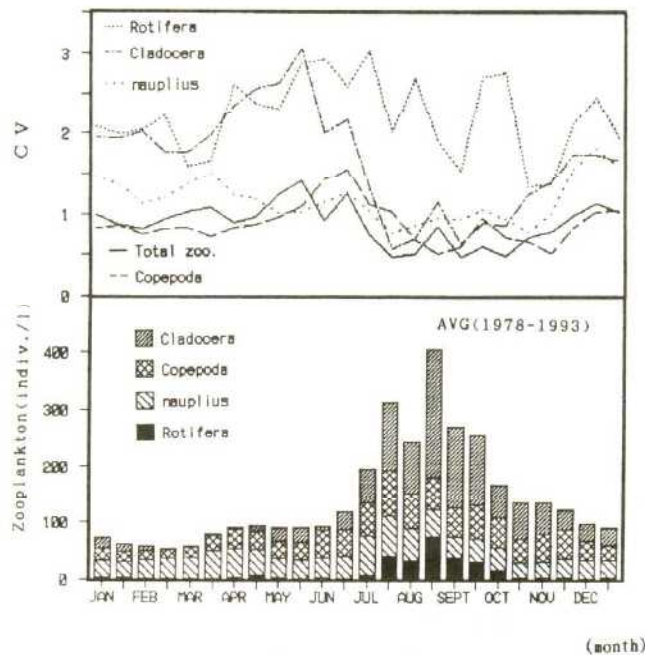 3
2
1
0
C V
Rotifera
Cladocera
nauplius
Total zoo.
Copepoda
AVG(1978-1993)
Cladocera
Copepoda
nauplius
Rotifera
400
300
200
100
0
Zooplankton(indiv./l)
JAN FEB MAR APR MAY JUN JUL AUG SEPT OCT NOV DEC
(month)